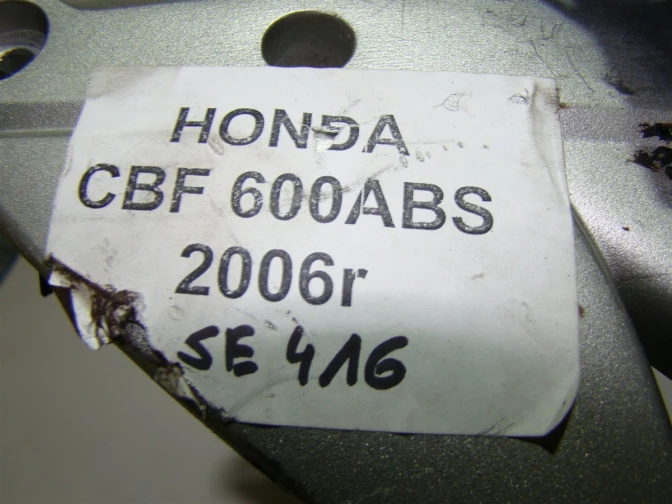 HONDA
CBF 600ABS
2006r
SE 416